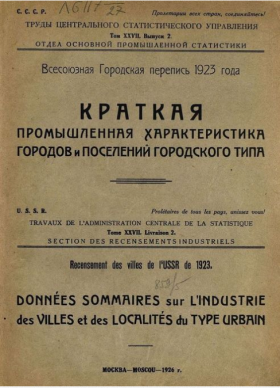 С. С. С. Р.
Пролетарии всех стран, соединяйтесь!
ТРУДЫ ЦЕНТРАЛЬНОГО СТАТИСТИЧЕСКОГО УПРАВЛЕНИЯ
Том XXVII. Выпуск 2.
ОТДЕЛ ОСНОВНОЙ ПРОМЫШЛЕННОЙ СТАТИСТИКИ
Всесоюзная Городская перепись 1923 года
КРАТКАЯ
ПРОМЫШЛЕННАЯ ХАРАКТЕРИСТИКА
ГОРОДОВ и ПОСЕЛЕНИЙ ГОРОДСКОГО ТИПА
U. S. S. R.
Prolétaires de tous les pays, unissez vous!
TRAVAUX DE L'ADMINISTRATION CENTRALE DE LA STATISTIQUE
Tome XXVII. Livraison 2.
SECTION DES RECENSEMENTS INDUSTRIELS
Recensement des villes de l'USSR de 1923.
DONNÉES SOMMAIRES sur L'INDUSTRIE
des VILLES et des LOCALITÉS du TYPE URBAIN
МОСКВА—MOSCOU—1926 г.